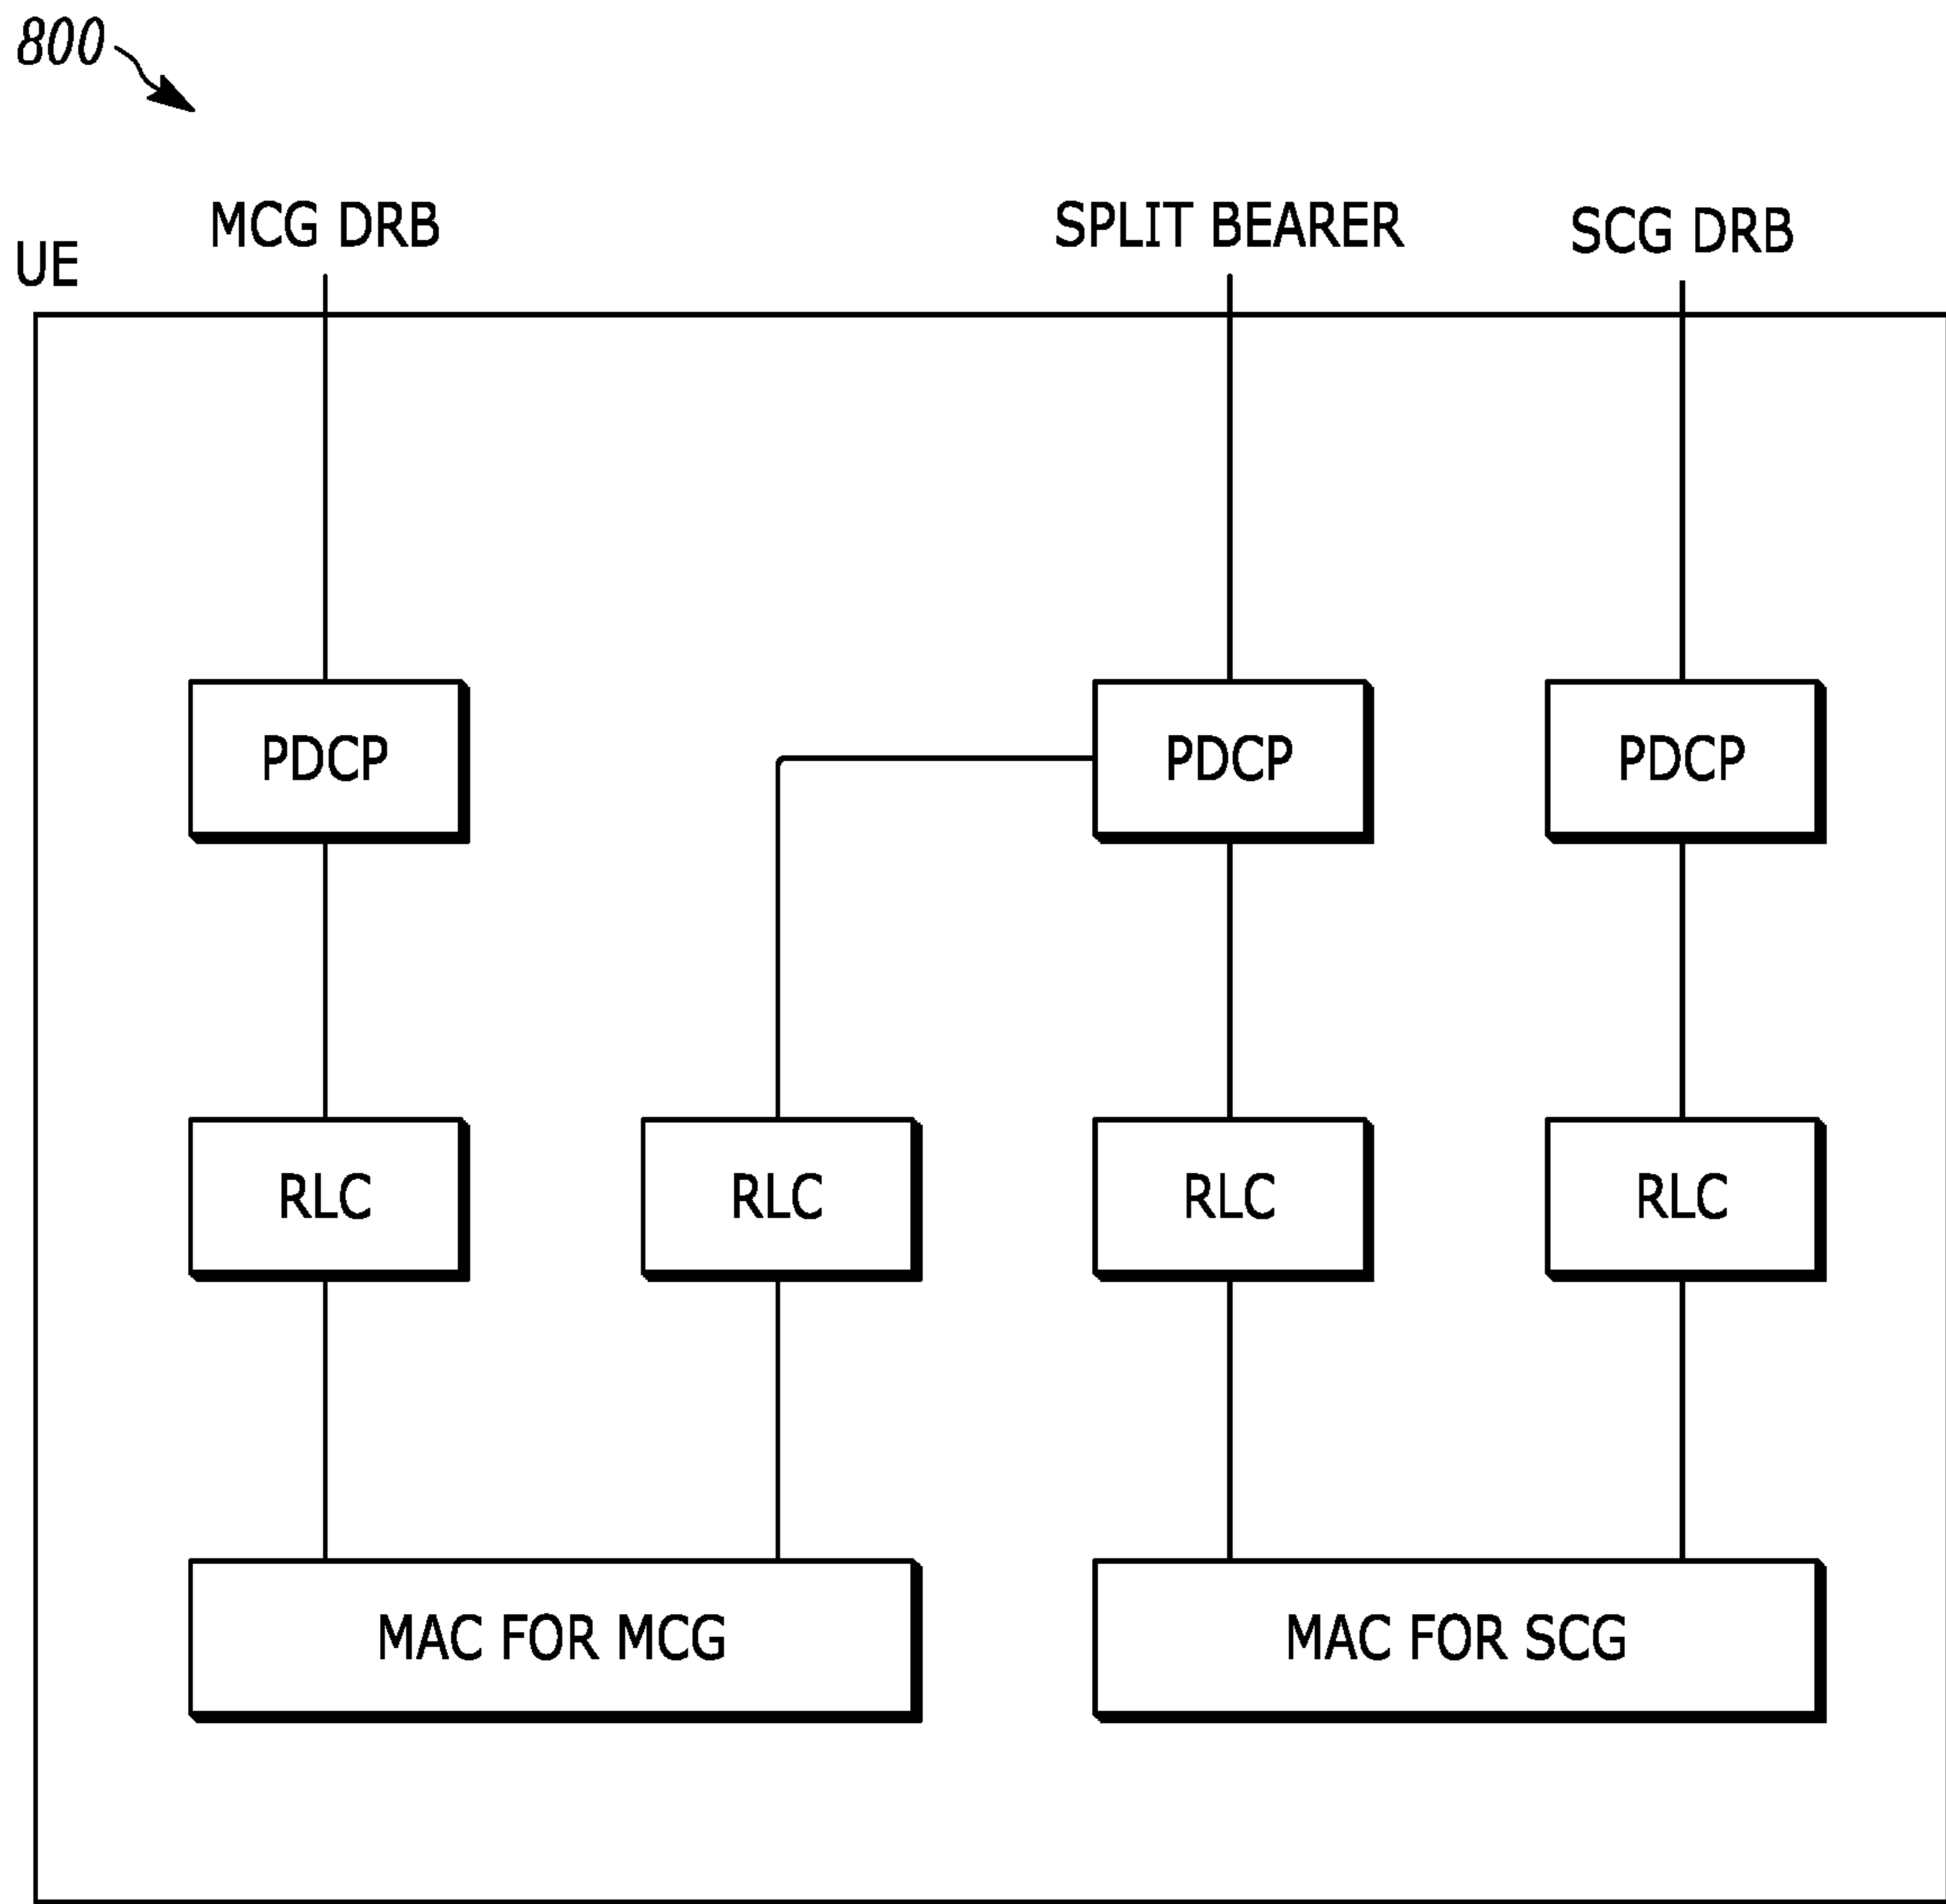 800
MCG DRB
SPLIT BEARER
SCG DRB
UE
PDCP
PDCP
PDCP
RLC
RLC
RLC
RLC
MAC FOR MCG
MAC FOR SCG